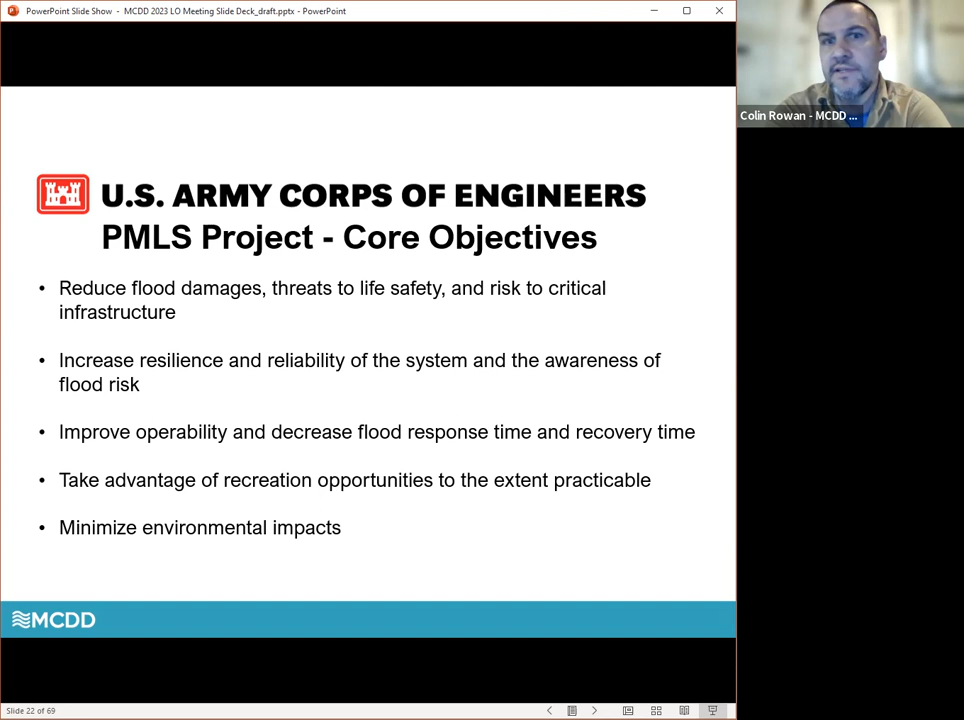 PowerPoint Slide Show - MCDD 2023 LO Meeting Slide Deck_draft.pptx - PowerPoint
Colin Rowan - MCDD ...
U.S. ARMY CORPS OF ENGINEERS
PMLS Project - Core Objectives
• Reduce flood damages, threats to life safety, and risk to critical
infrastructure
• Increase resilience and reliability of the system and the awareness of
flood risk
• Improve operability and decrease flood response time and recovery time
• Take advantage of recreation opportunities to the extent practicable
• Minimize environmental impacts
MCDD
Slide 22 of 69